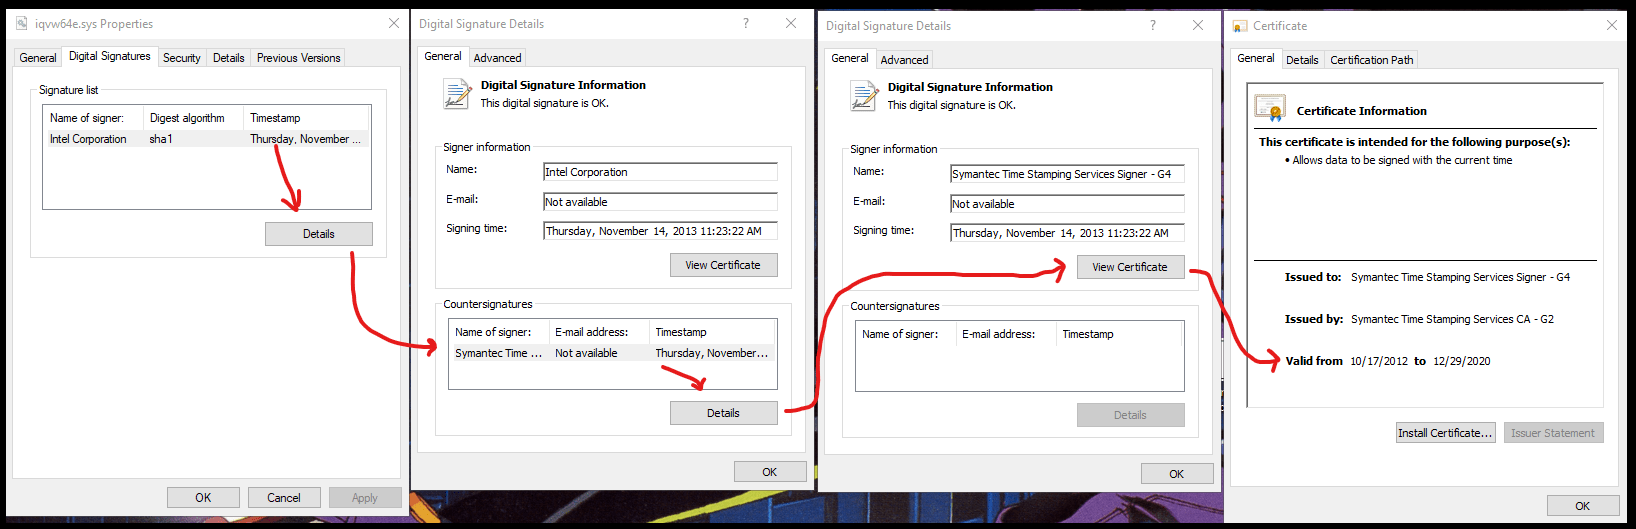 iqvw64e.sys Properties
General Digital Signatures Security Details Previous Versions
Signature list
Name of signer: Digest algorithm Timestamp
Intel Corporation sha1 Thursday, November ...
Details
OK Cancel Apply
Digital Signature Details ?
General Advanced
Digital Signature Information
This digital signature is OK.
Signer information
Name: Intel Corporation
E-mail: Not available
Signing time: Thursday, November 14, 2013 11:23:22 AM
View Certificate
Countersignatures
Name of signer: E-mail address: Timestamp
Symantec Time ... Not available Thursday, November...
Details
OK
Digital Signature Details ?
General Advanced
Digital Signature Information
This digital signature is OK.
Signer information
Name: Symantec Time Stamping Services Signer - G4
E-mail: Not available
Signing time: Thursday, November 14, 2013 11:23:22 AM
View Certificate
Countersignatures
Name of signer: E-mail address: Timestamp
Details
OK
Certificate
General Details Certification Path
Certificate Information
This certificate is intended for the following purpose(s):
• Allows data to be signed with the current time
Issued to: Symantec Time Stamping Services Signer - G4
Issued by: Symantec Time Stamping Services CA - G2
Valid from 10/17/2012 to 12/29/2020
Install Certificate... Issuer Statement
OK